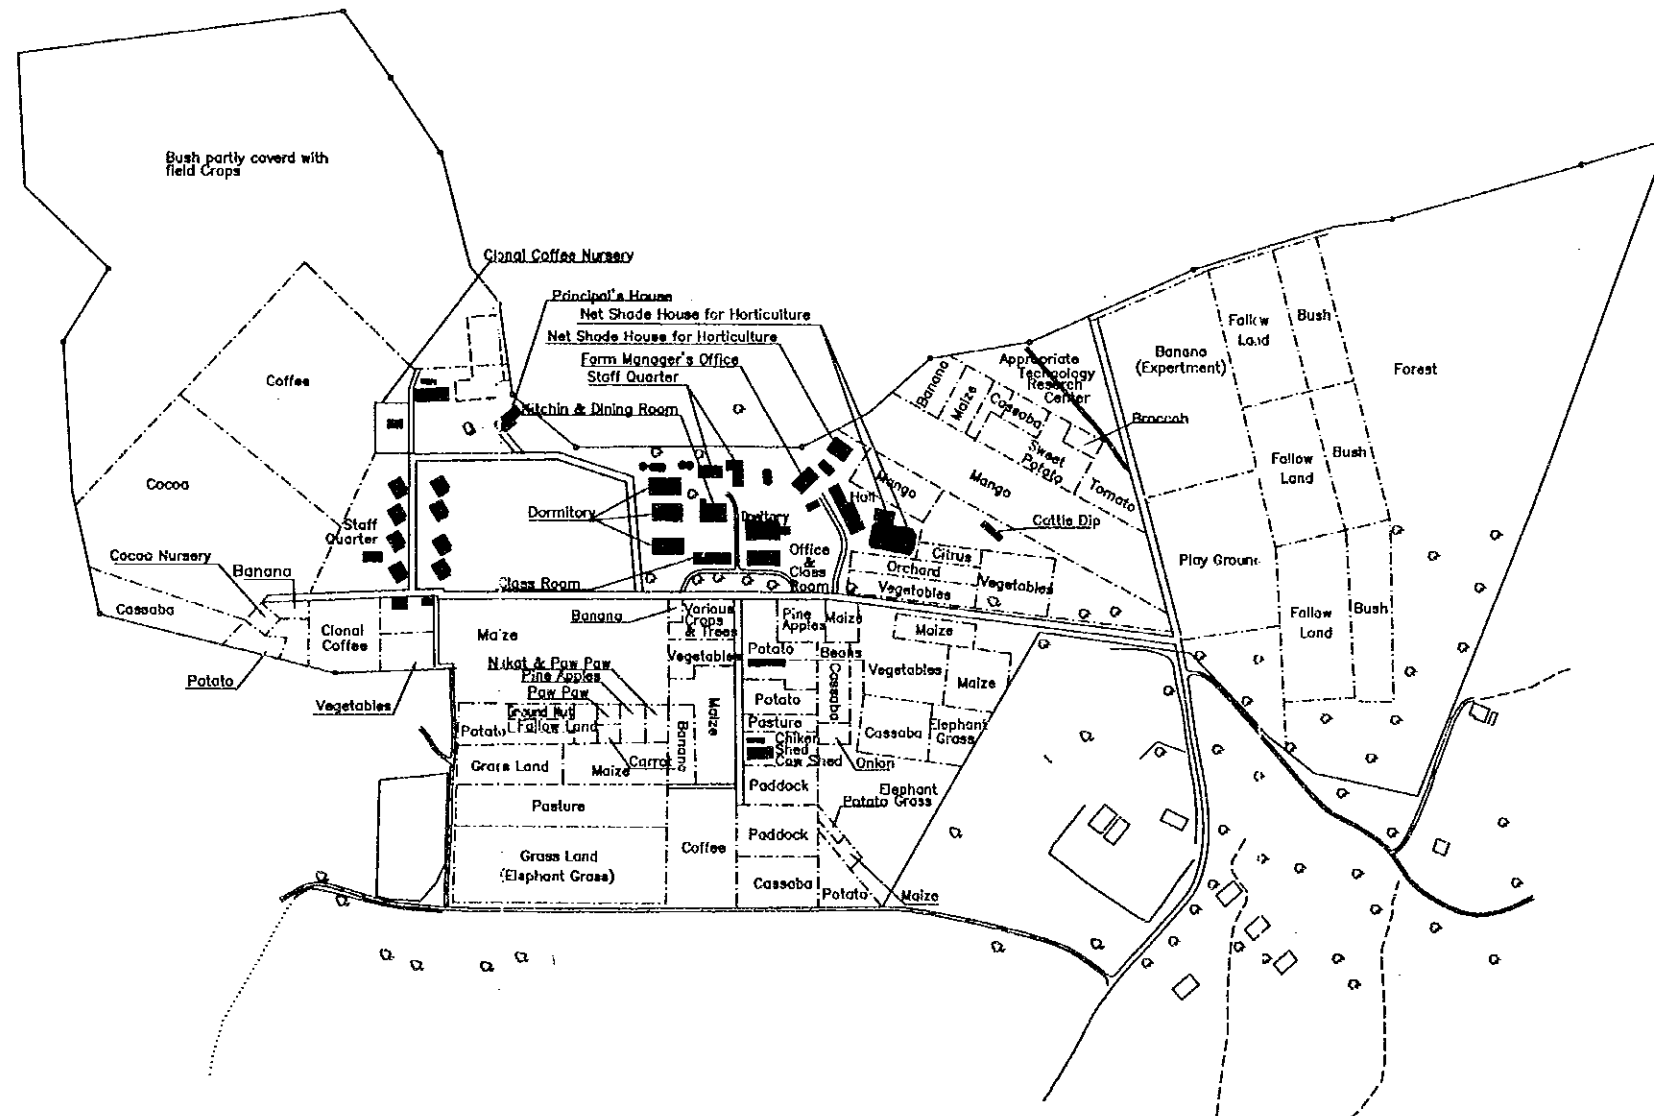 Bush partly coverd with
field Crops
Clonal Coffee Nursery
Principal's House
Net Shade House for Horticulture
Net Shade House for Horticulture
Form Manager's Office
Staff Quarter
Kitchin & Dining Room
Coffee
Cocoa
Staff
Quarter
Cocoa Nursery
Banana
Cassaba
Clonal
Coffee
Potato
Vegetables
Dormitory
Class Room
Office
&
Class
Room
Hall
Banana
Maize
Cassaba
Sweet
Potato
Tomato
Appropriate
Technology
Research
Center
Broccoli
Mango
Mango
Cattle Dip
Citrus
Orchard
Vegetables
Vegetables
Banana
(Expertment)
Play Ground
Fallow
Land
Bush
Fallow
Land
Bush
Fallow
Land
Bush
Forest
Maize
Banana
Various
Crops
& Trees
Vegetables
Pine
Apples
Maize
Potato
Beans
Cassaba
Potato
Pasture
Chiken
Shed
Cow Shed
Paddock
Paddock
Cassaba
Maize
Vegetables
Maize
Cassaba
Elephant
Grass
Onion
Elephant
Grass
Potato
Potato
Maize
Pine Apples
Paw Paw
Ground Nut
Fallow Land
Potato
Carrot
Grass Land
Maize
Banana
Maize
Pasture
Grass Land
(Elephant Grass)
Coffee